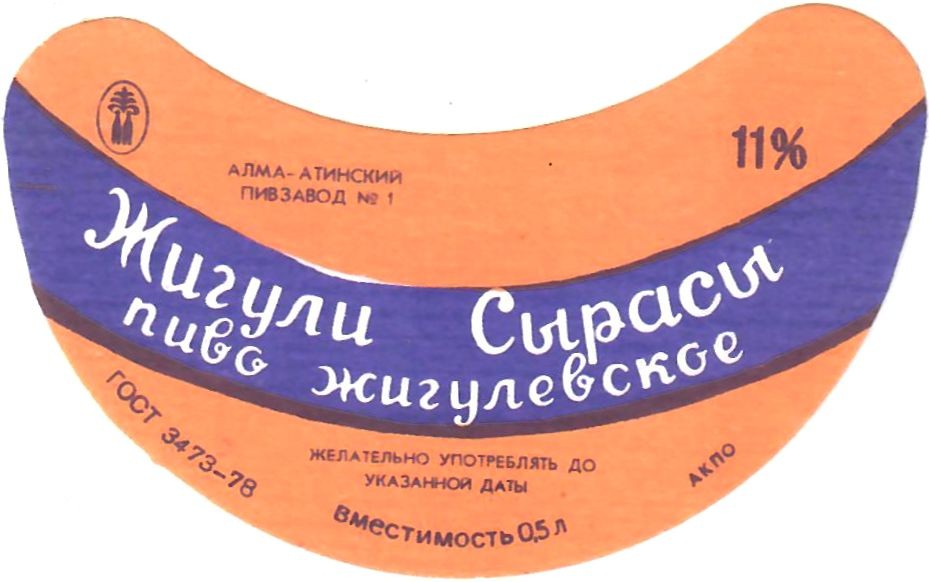 АЛМА-АТИНСКИЙ
ПИВЗАВОД № 1
11%
Жигули Сырасы
пиво жигулевское
ГОСТ 3473-78
ЖЕЛАТЕЛЬНО УПОТРЕБЛЯТЬ ДО
УКАЗАННОЙ ДАТЫ
АКПО
ВМЕСТИМОСТЬ 0,5 л